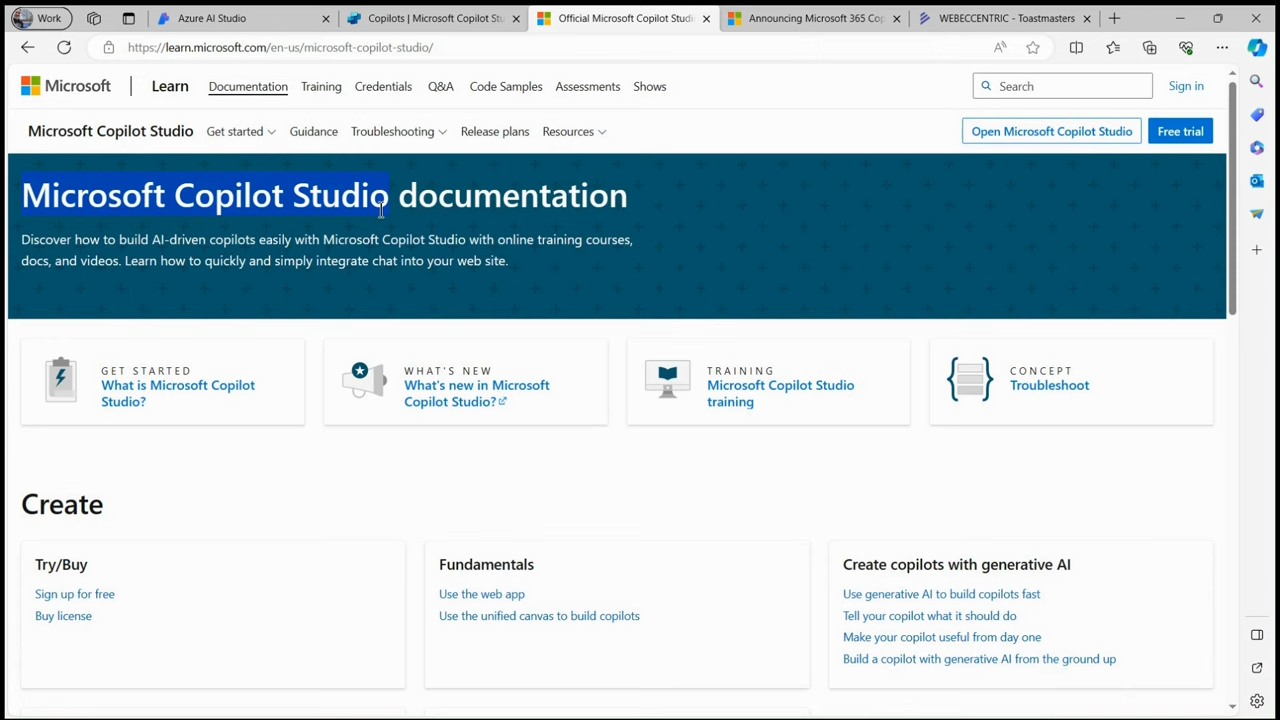 Work
Azure AI Studio
Copilots | Microsoft Copilot Stu
Official Microsoft Copilot Studi
Announcing Microsoft 365 Cop
WEBECCENTRIC - Toastmasters
https://learn.microsoft.com/en-us/microsoft-copilot-studio/
Microsoft
Learn
Documentation
Training
Credentials
Q&A
Code Samples
Assessments
Shows
Search
Sign in
Microsoft Copilot Studio
Get started
Guidance
Troubleshooting
Release plans
Resources
Open Microsoft Copilot Studio
Free trial
Microsoft Copilot Studio documentation
Discover how to build AI-driven copilots easily with Microsoft Copilot Studio with online training courses,
docs, and videos. Learn how to quickly and simply integrate chat into your web site.
GET STARTED
What is Microsoft Copilot
Studio?
WHAT'S NEW
What's new in Microsoft
Copilot Studio?
TRAINING
Microsoft Copilot Studio
training
CONCEPT
Troubleshoot
Create
Try/Buy
Sign up for free
Buy license
Fundamentals
Use the web app
Use the unified canvas to build copilots
Create copilots with generative AI
Use generative AI to build copilots fast
Tell your copilot what it should do
Make your copilot useful from day one
Build a copilot with generative AI from the ground up